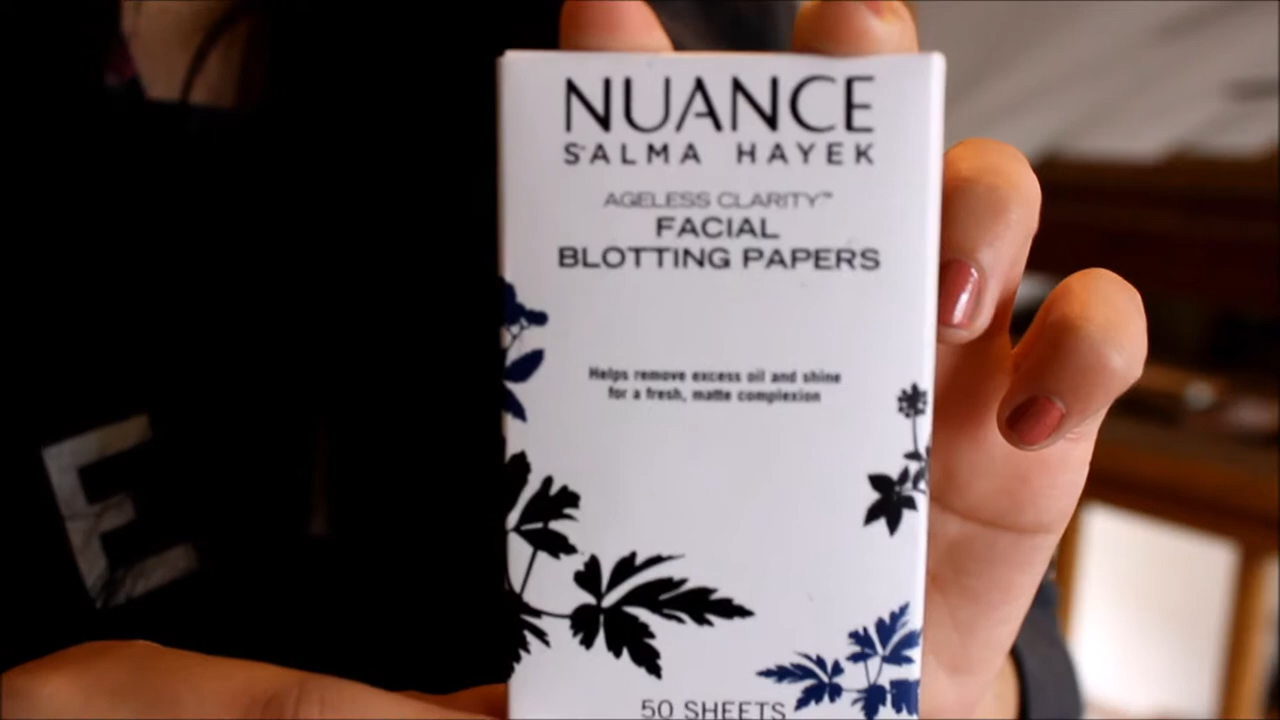 NUANCE
SALMA HAYEK
AGELESS CLARITY™
FACIAL
BLOTTING PAPERS
Helps remove excess oil and shine
for a fresh, matte complexion
E
50 SHEETS